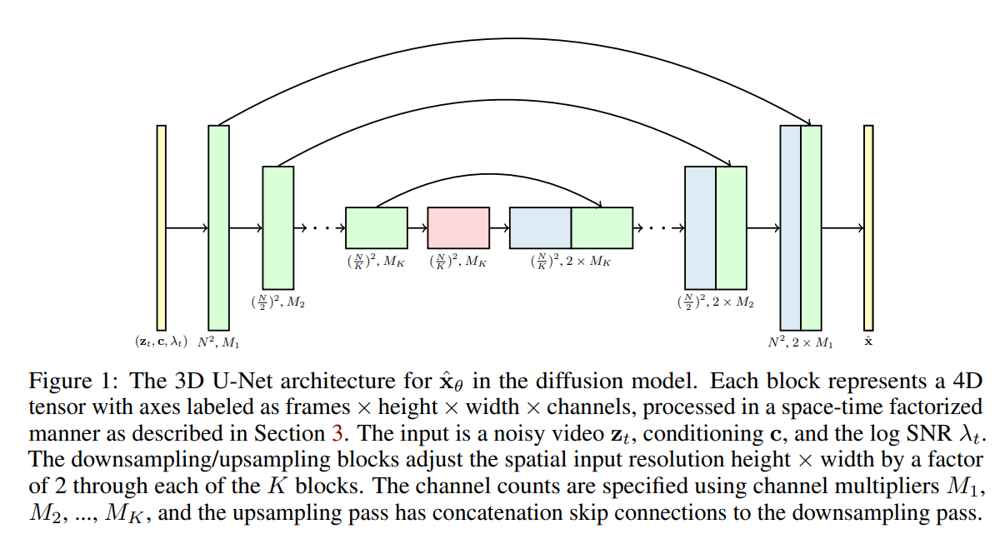 (z_t, c, λ_t)
N², M₁
(N/2)², M₂
(N/K)², M_K
(N/K)², M_K
(N/K)², 2 × M_K
(N/2)², 2 × M₂
N², 2 × M₁
x̂
Figure 1: The 3D U-Net architecture for x̂_θ in the diffusion model. Each block represents a 4D
tensor with axes labeled as frames × height × width × channels, processed in a space-time factorized
manner as described in Section 3. The input is a noisy video z_t, conditioning c, and the log SNR λ_t.
The downsampling/upsampling blocks adjust the spatial input resolution height × width by a factor
of 2 through each of the K blocks. The channel counts are specified using channel multipliers M₁,
M₂, ..., M_K, and the upsampling pass has concatenation skip connections to the downsampling pass.